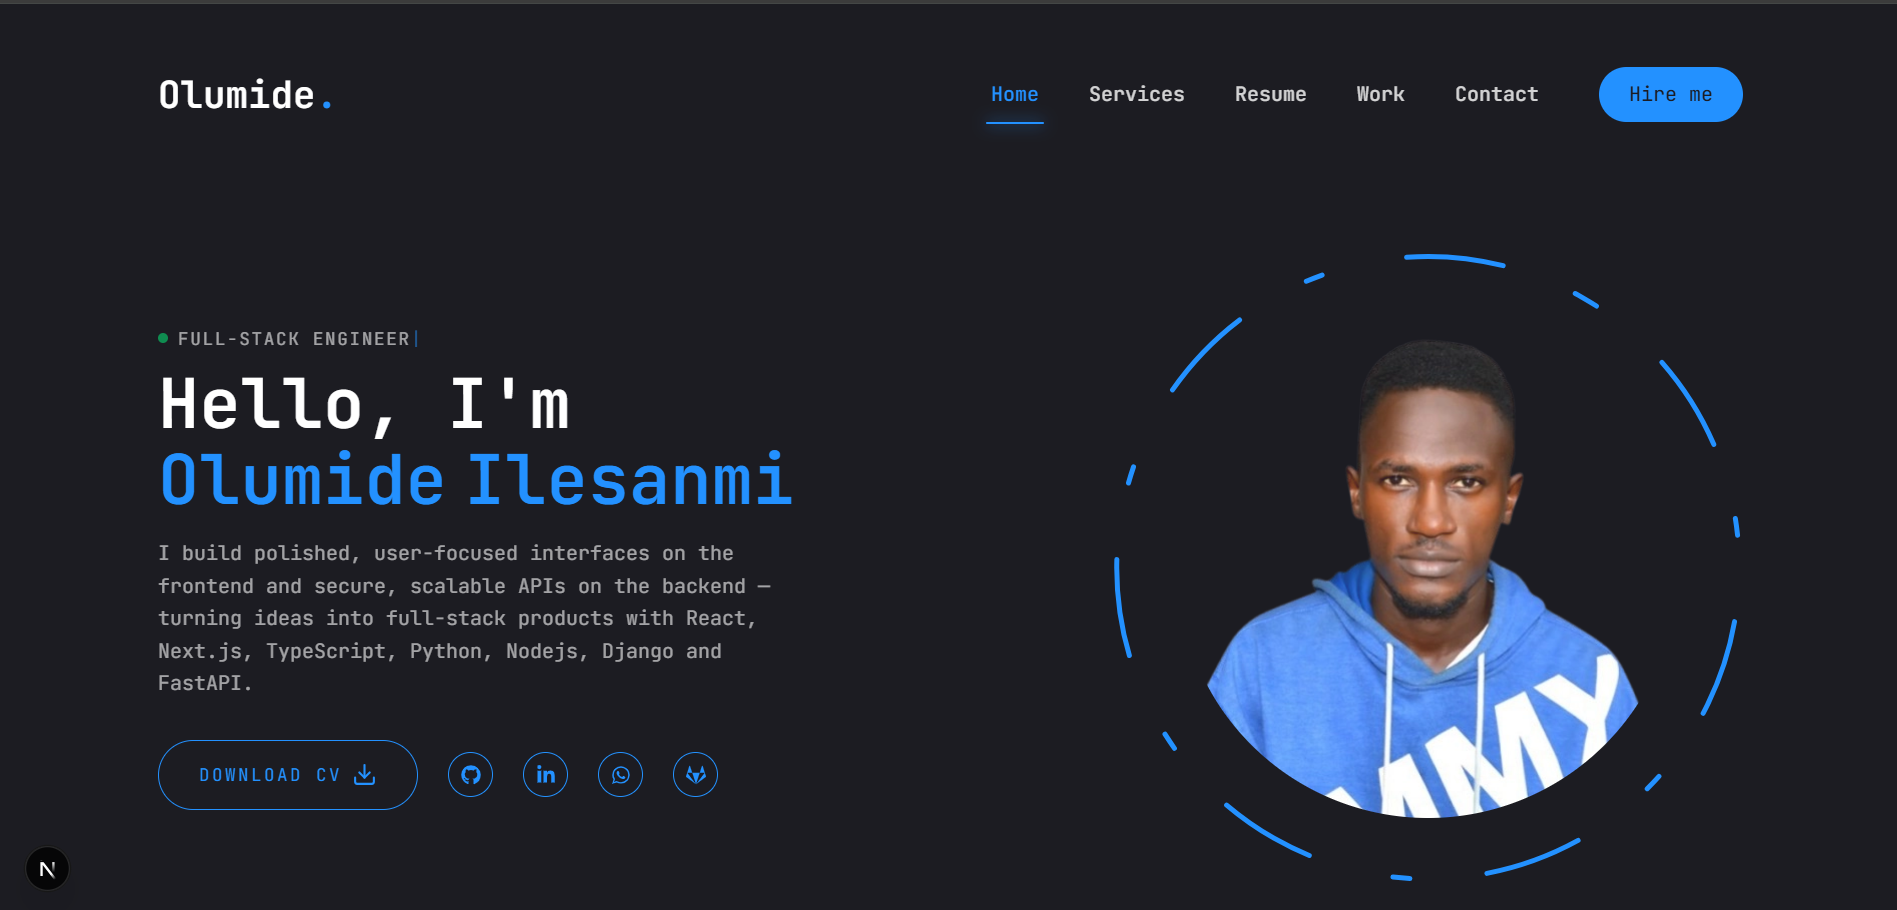 Olumide.
Home Services Resume Work Contact Hire me
FULL-STACK ENGINEER
Hello, I'm
Olumide Ilesanmi
I build polished, user-focused interfaces on the
frontend and secure, scalable APIs on the backend —
turning ideas into full-stack products with React,
Next.js, TypeScript, Python, Nodejs, Django and
FastAPI.
DOWNLOAD CV
in
N